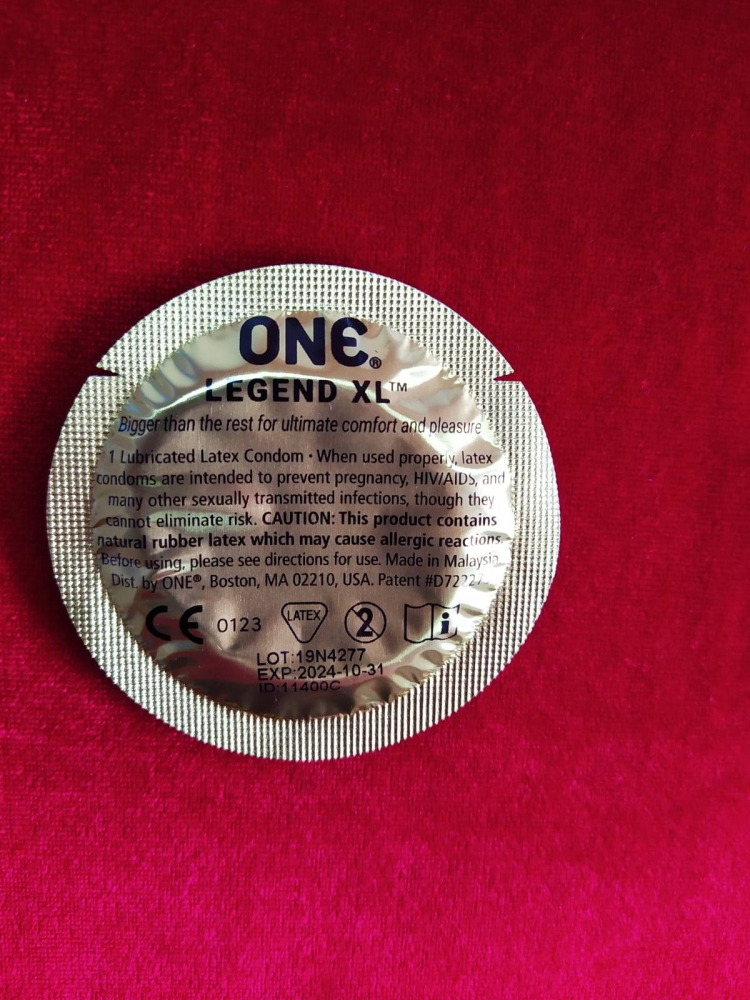 ONE®
LEGEND XL™
Bigger than the rest for ultimate comfort and pleasure
1 Lubricated Latex Condom • When used properly, latex
condoms are intended to prevent pregnancy, HIV/AIDS, and
many other sexually transmitted infections, though they
cannot eliminate risk. CAUTION: This product contains
natural rubber latex which may cause allergic reactions.
Before using, please see directions for use. Made in Malaysia.
Dist. by ONE®, Boston, MA 02210, USA. Patent
CE 0123 LATEX 2 i
LOT:19N4277
EXP:2024-10-31
ID:11400C